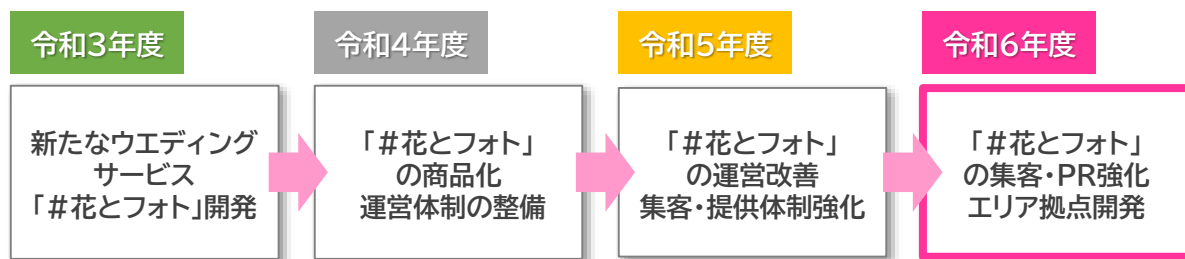 令和3年度
新たなウエディング
サービス
「＃花とフォト」開発
令和4年度
「＃花とフォト」
の商品化
運営体制の整備
令和5年度
「＃花とフォト」
の運営改善
集客・提供体制強化
令和6年度
「＃花とフォト」
の集客・PR強化
エリア拠点開発